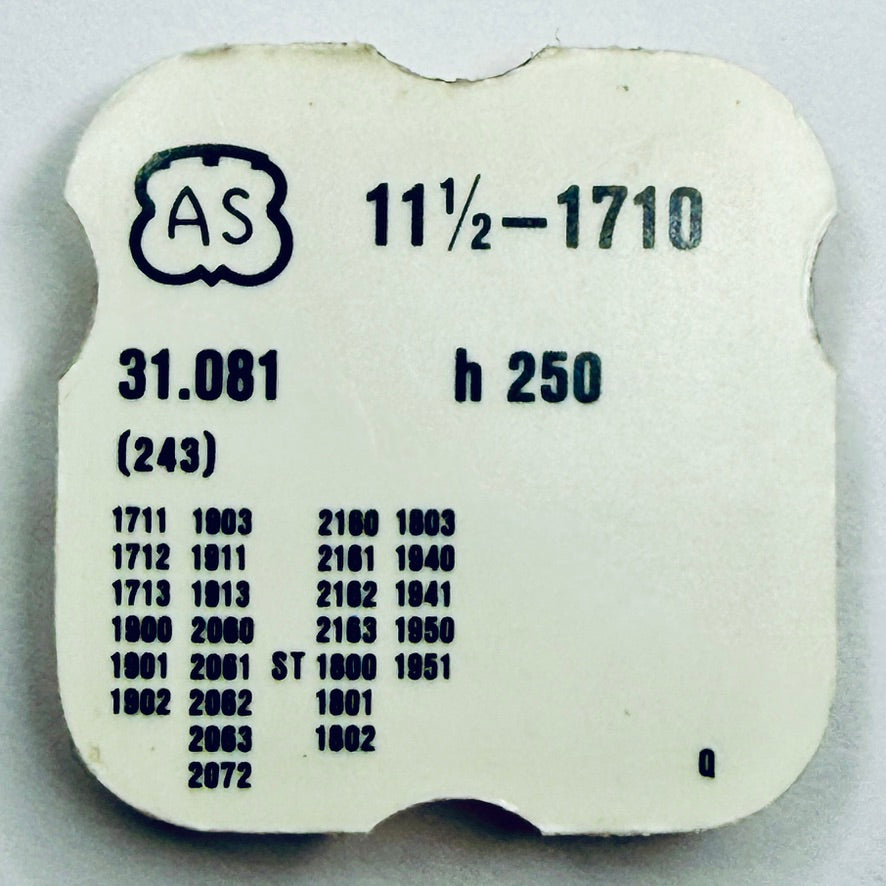 AS 11½–1710
31.081 h 250
(243)
1711 1903 2160 1803
1712 1911 2161 1940
1713 1913 2162 1941
1900 2060 2163 1950
1901 2061 ST 1800 1951
1902 2062 1801
2063 1802
2072
Q